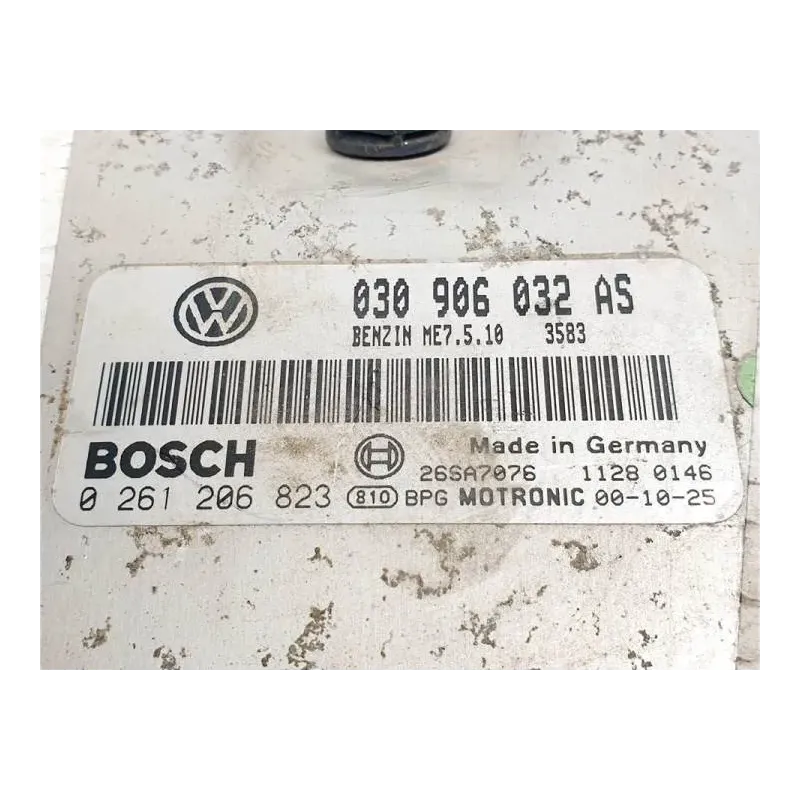 030 906 032 AS
BENZIN ME7.5.10 3583
BOSCH Made in Germany
26SA7076 1128 0146
0 261 206 823 810 BPG MOTRONIC 00-10-25